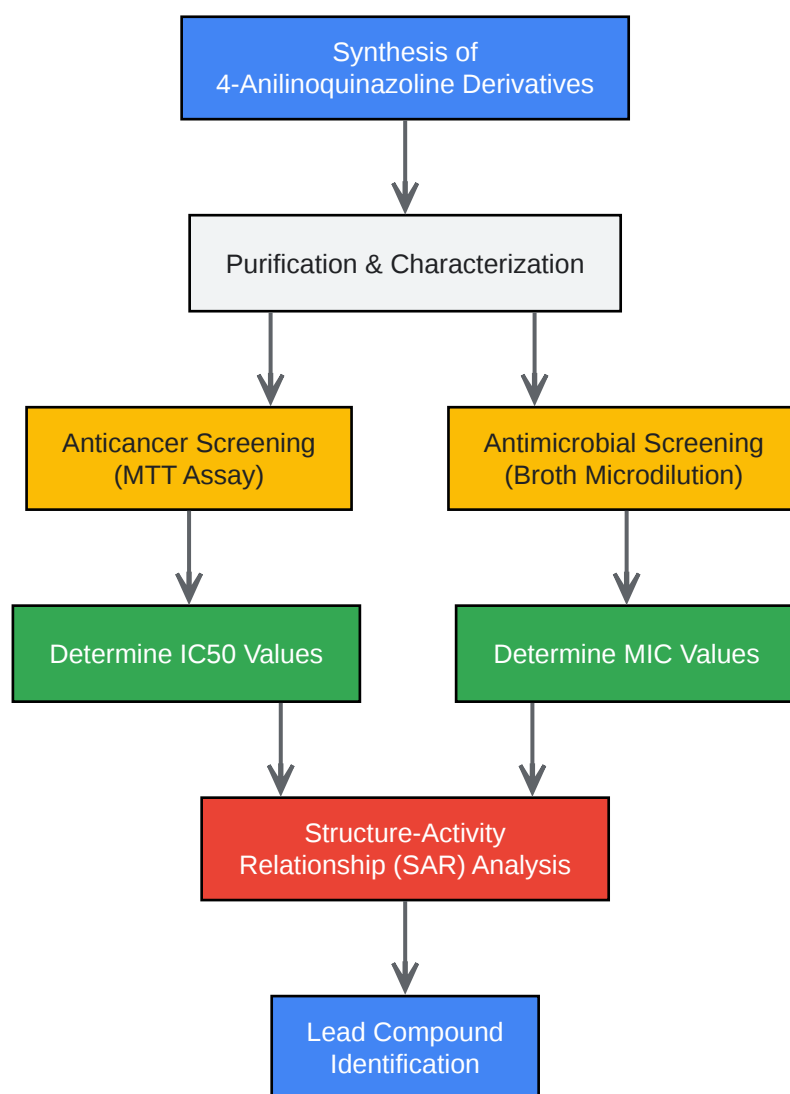 Synthesis of
4-Anilinoquinazoline Derivatives
Purification & Characterization
Anticancer Screening
(MTT Assay)
Antimicrobial Screening
(Broth Microdilution)
Determine IC50 Values
Determine MIC Values
Structure-Activity
Relationship (SAR) Analysis
Lead Compound
Identification